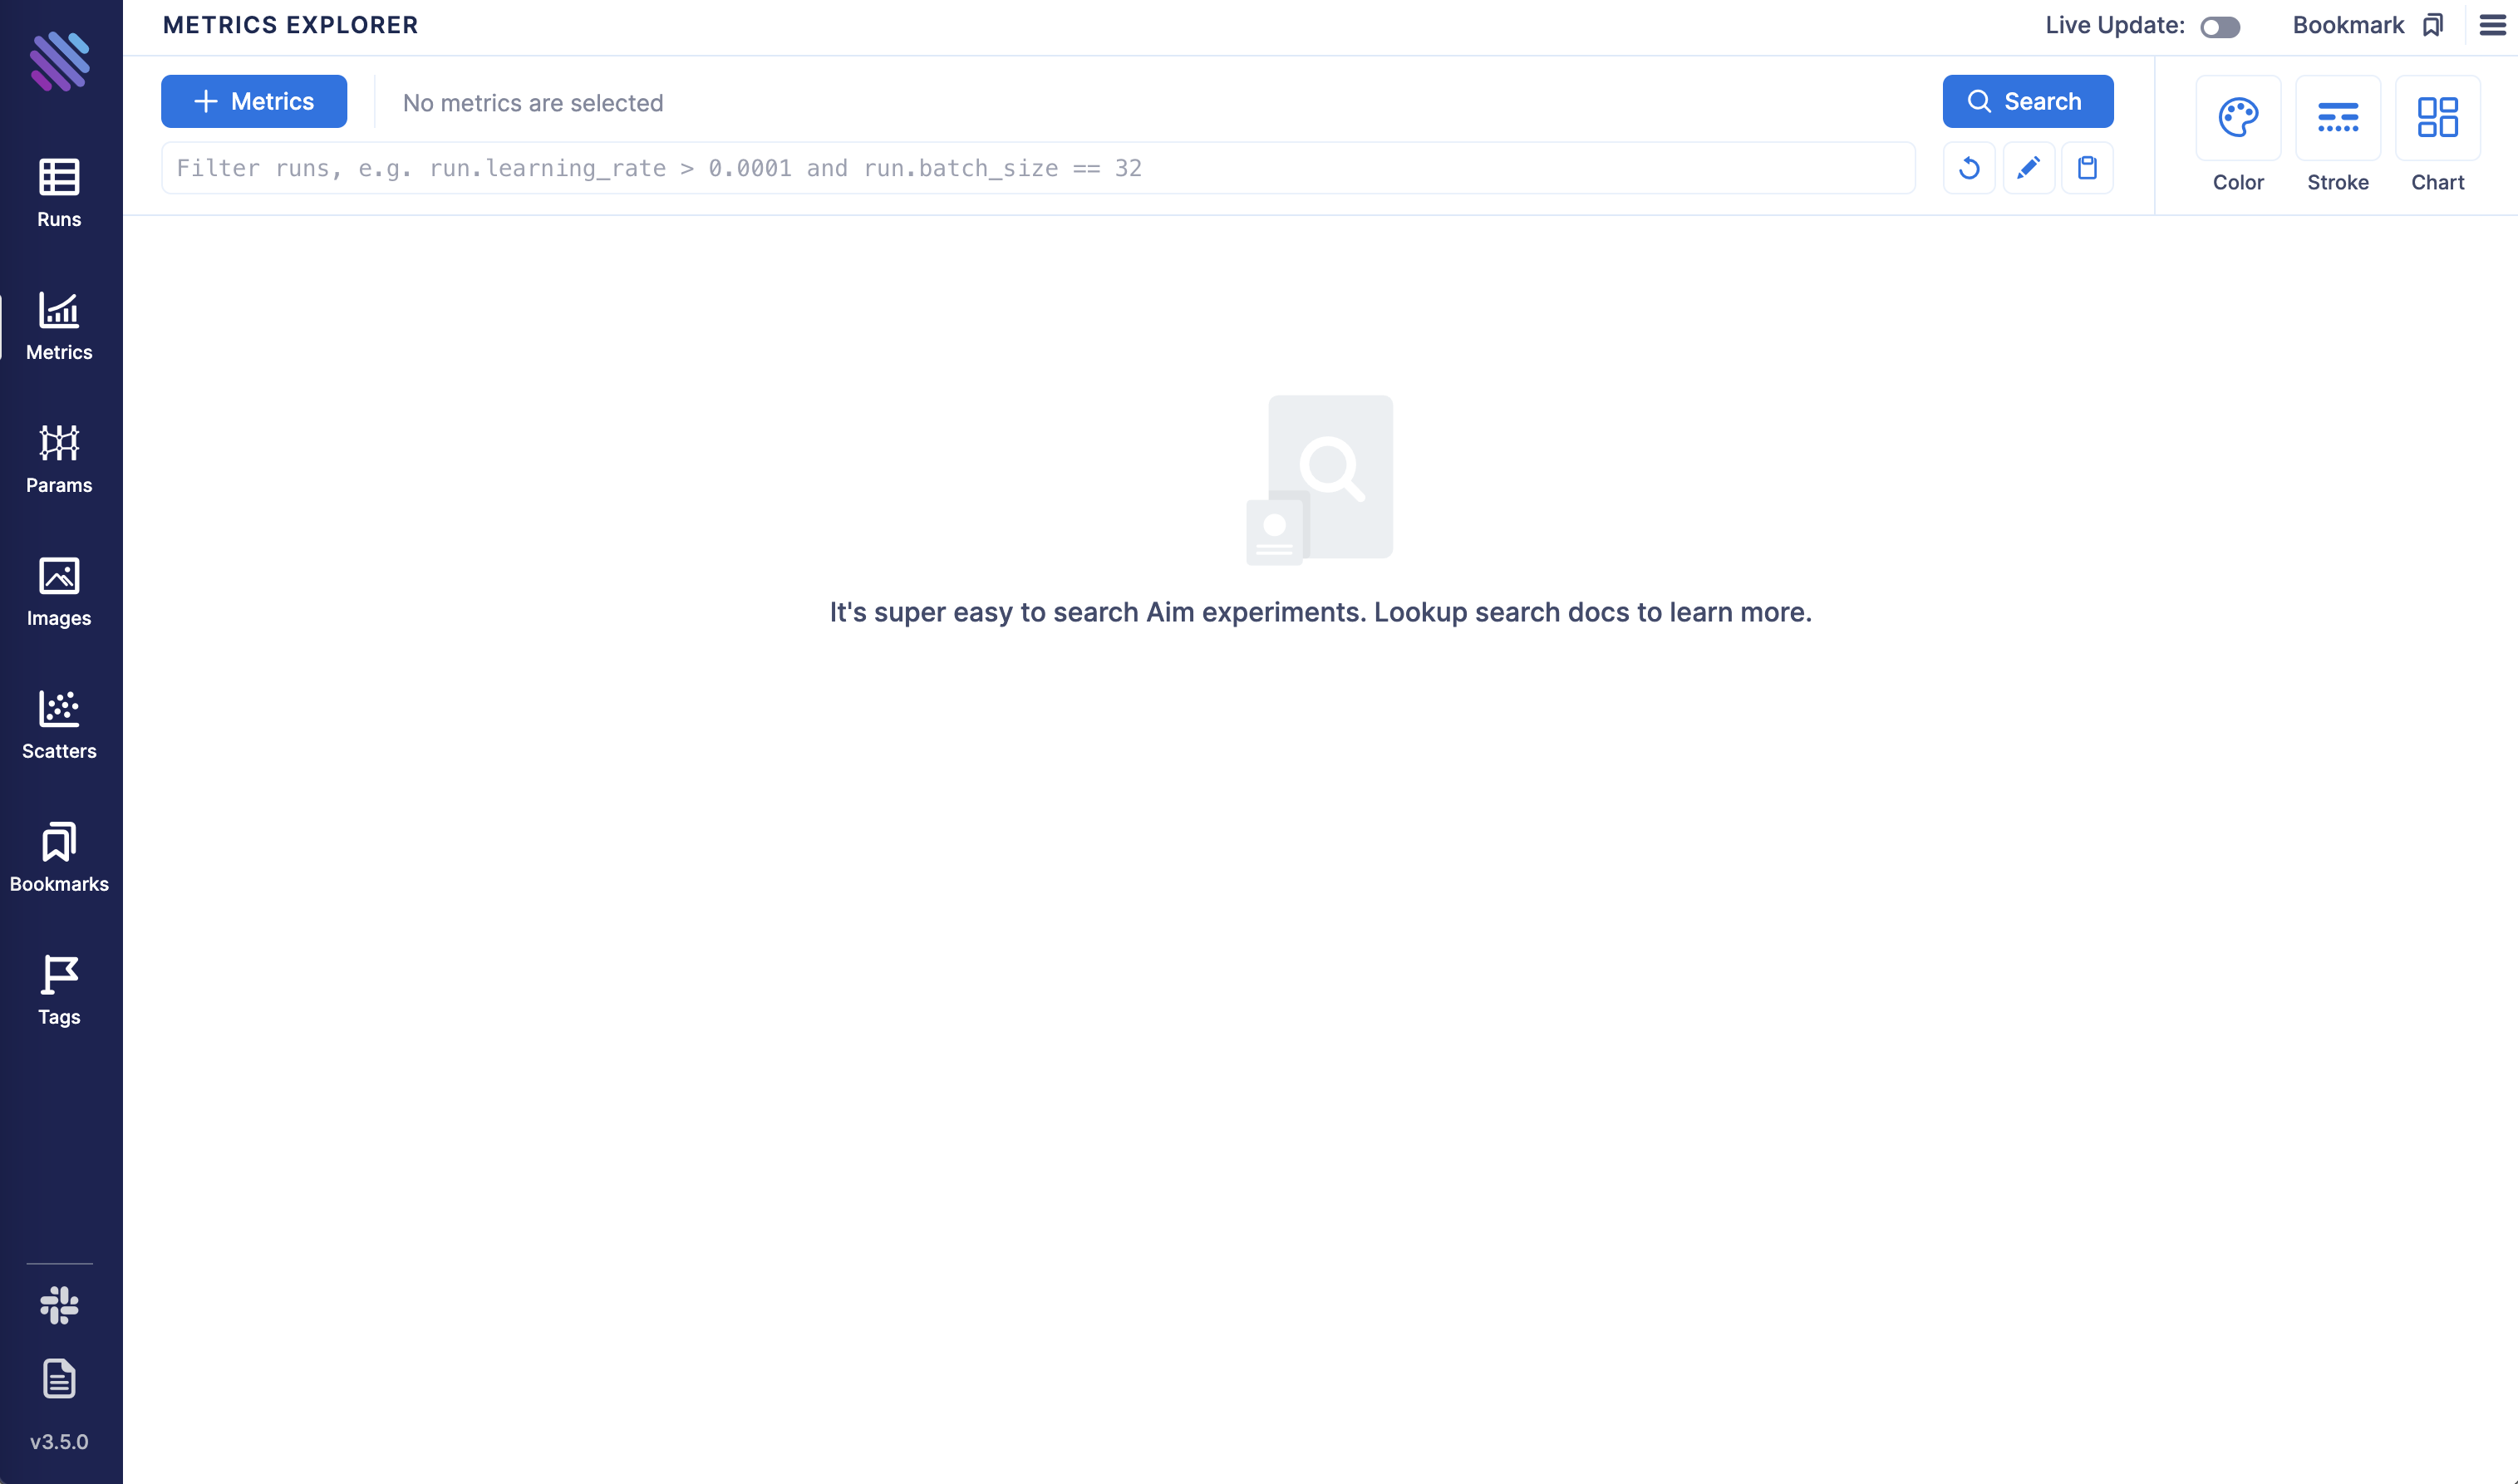 METRICS EXPLORER
Live Update:
Bookmark
Metrics
No metrics are selected
Search
Filter runs, e.g. run.learning_rate > 0.0001 and run.batch_size == 32
Color
Stroke
Chart
Runs
Metrics
Params
Images
Scatters
Bookmarks
Tags
It's super easy to search Aim experiments. Lookup search docs to learn more.
v3.5.0